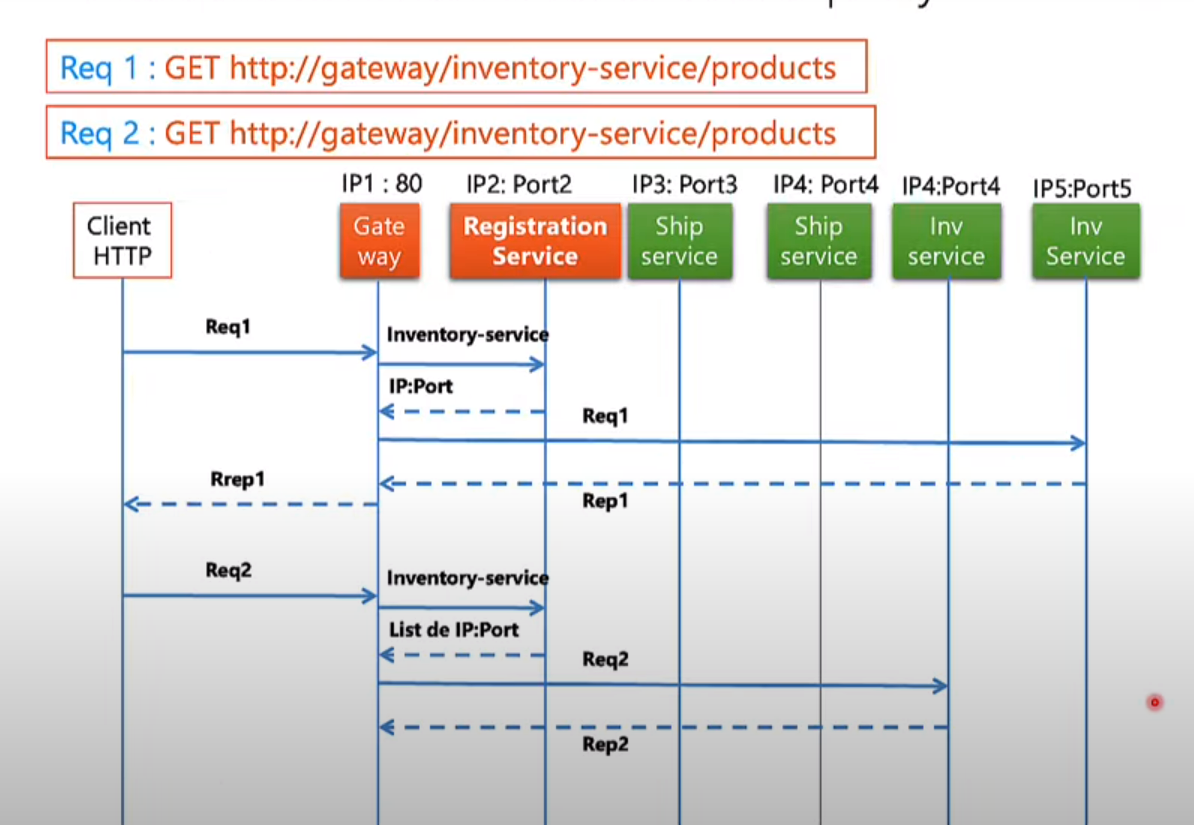 Req 1 : GET http://gateway/inventory-service/products
Req 2 : GET http://gateway/inventory-service/products
IP1 : 80
IP2: Port2
IP3: Port3
IP4: Port4
IP4:Port4
IP5:Port5
Client
HTTP
Gate
way
Registration
Service
Ship
service
Ship
service
Inv
service
Inv
Service
Req1
Inventory-service
IP:Port
Req1
Rrep1
Rep1
Req2
Inventory-service
List de IP:Port
Req2
Rep2